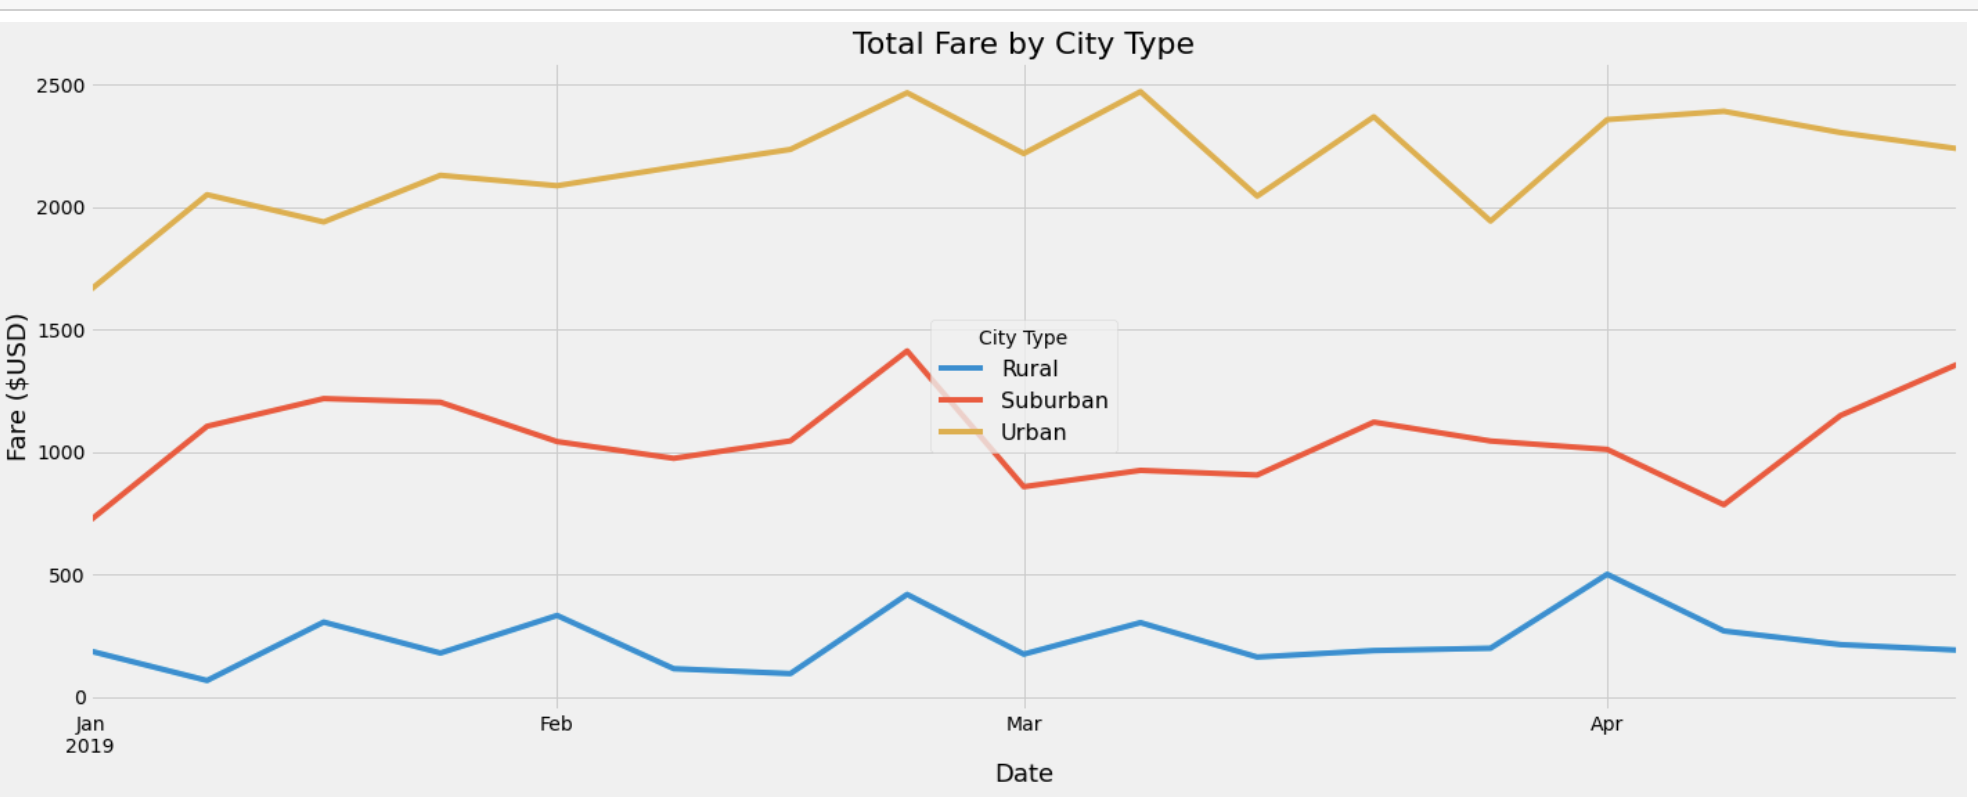 Total Fare by City Type
Fare ($USD)
2500
2000
1500
1000
500
0
City Type
Rural
Suburban
Urban
Jan Feb Mar Apr
2019
Date